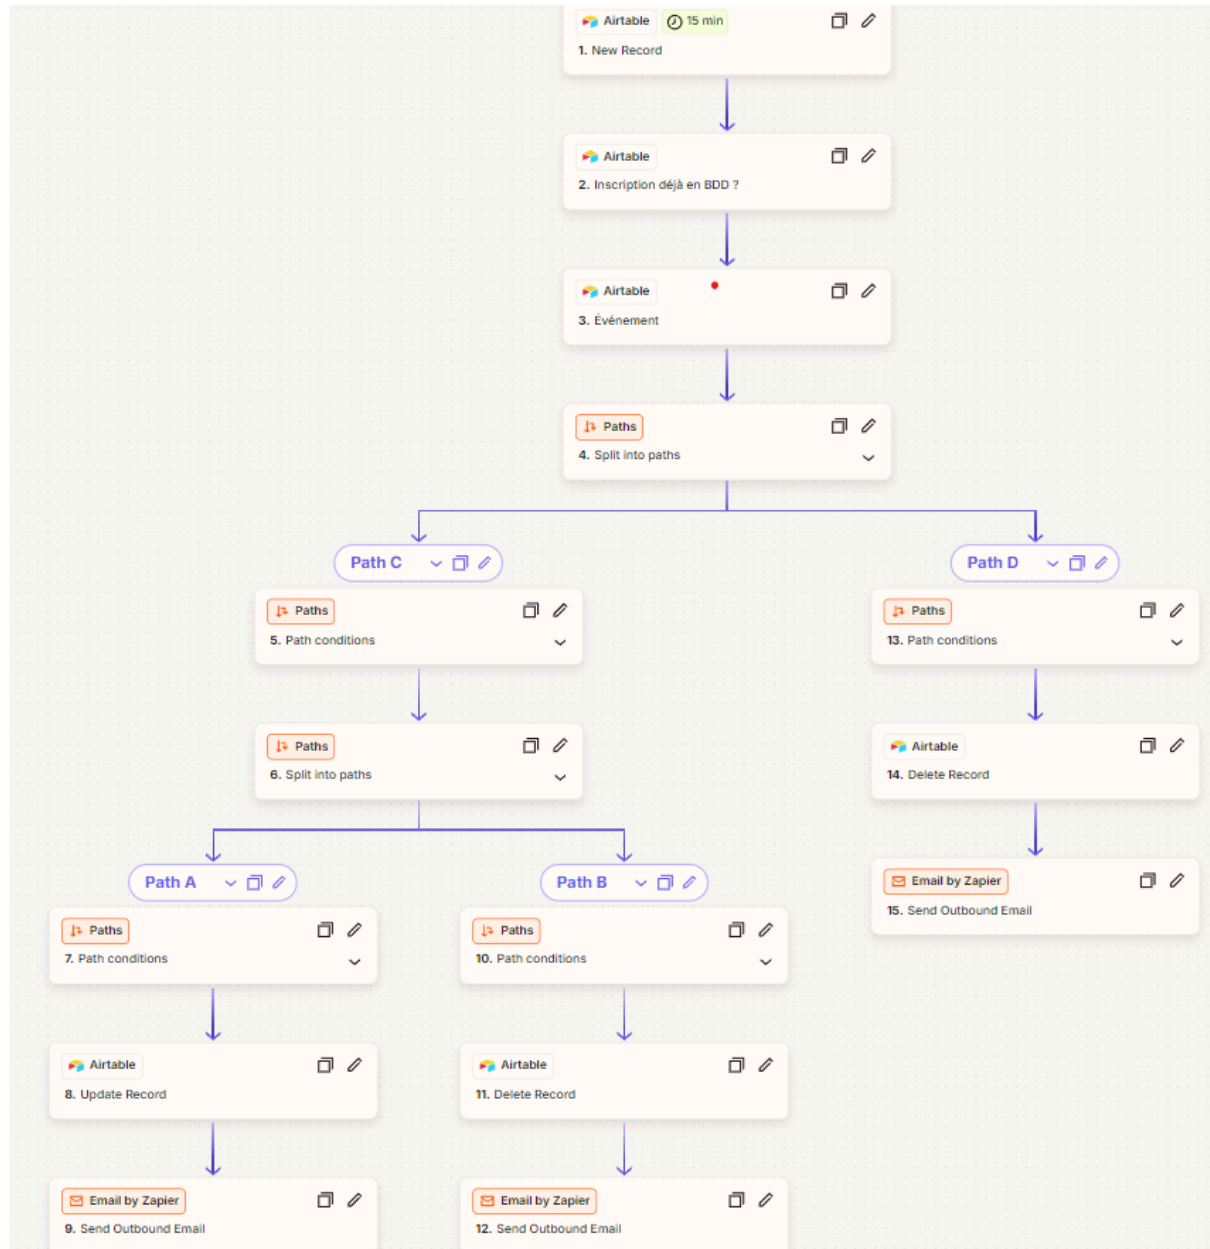 Airtable 15 min
1. New Record
Airtable
2. Inscription déjà en BDD ?
Airtable
3. Événement
Paths
4. Split into paths
Path C
Path D
Paths
5. Path conditions
Paths
13. Path conditions
Paths
6. Split into paths
Airtable
14. Delete Record
Path A
Path B
Email by Zapier
15. Send Outbound Email
Paths
7. Path conditions
Paths
10. Path conditions
Airtable
8. Update Record
Airtable
11. Delete Record
Email by Zapier
9. Send Outbound Email
Email by Zapier
12. Send Outbound Email